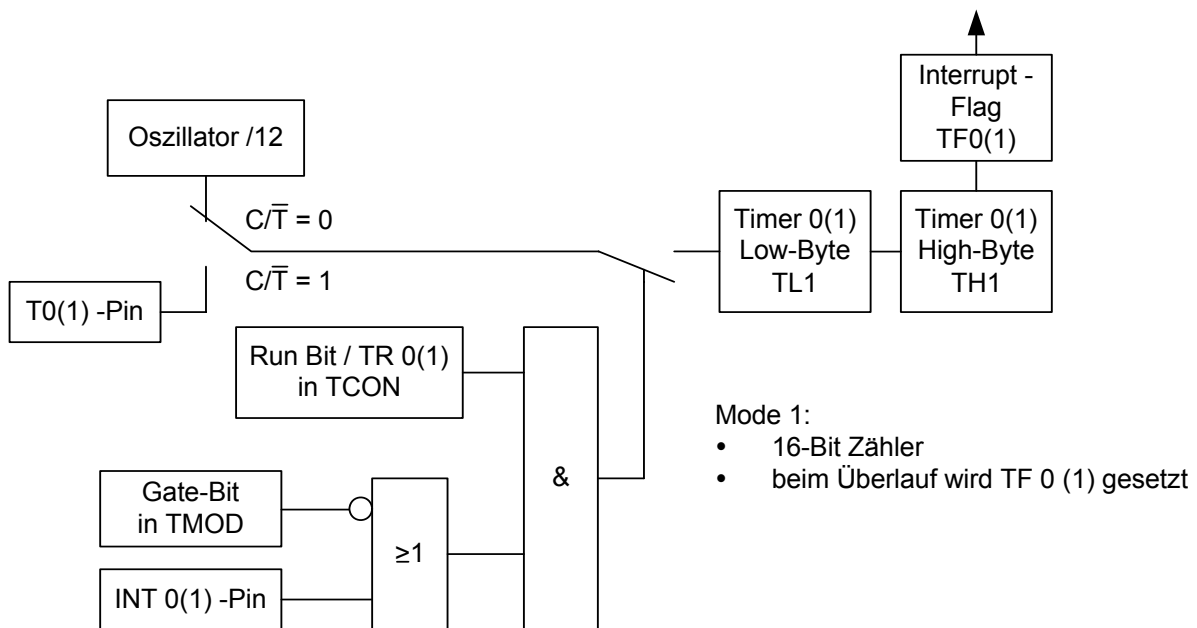 Interrupt -
Flag
TF0(1)
Oszillator /12
C/T̅ = 0
Timer 0(1)
Low-Byte
TL1
Timer 0(1)
High-Byte
TH1
C/T̅ = 1
T0(1) -Pin
Run Bit / TR 0(1)
in TCON
Mode 1:
• 16-Bit Zähler
• beim Überlauf wird TF 0 (1) gesetzt
&
Gate-Bit
in TMOD
≥1
INT 0(1) -Pin